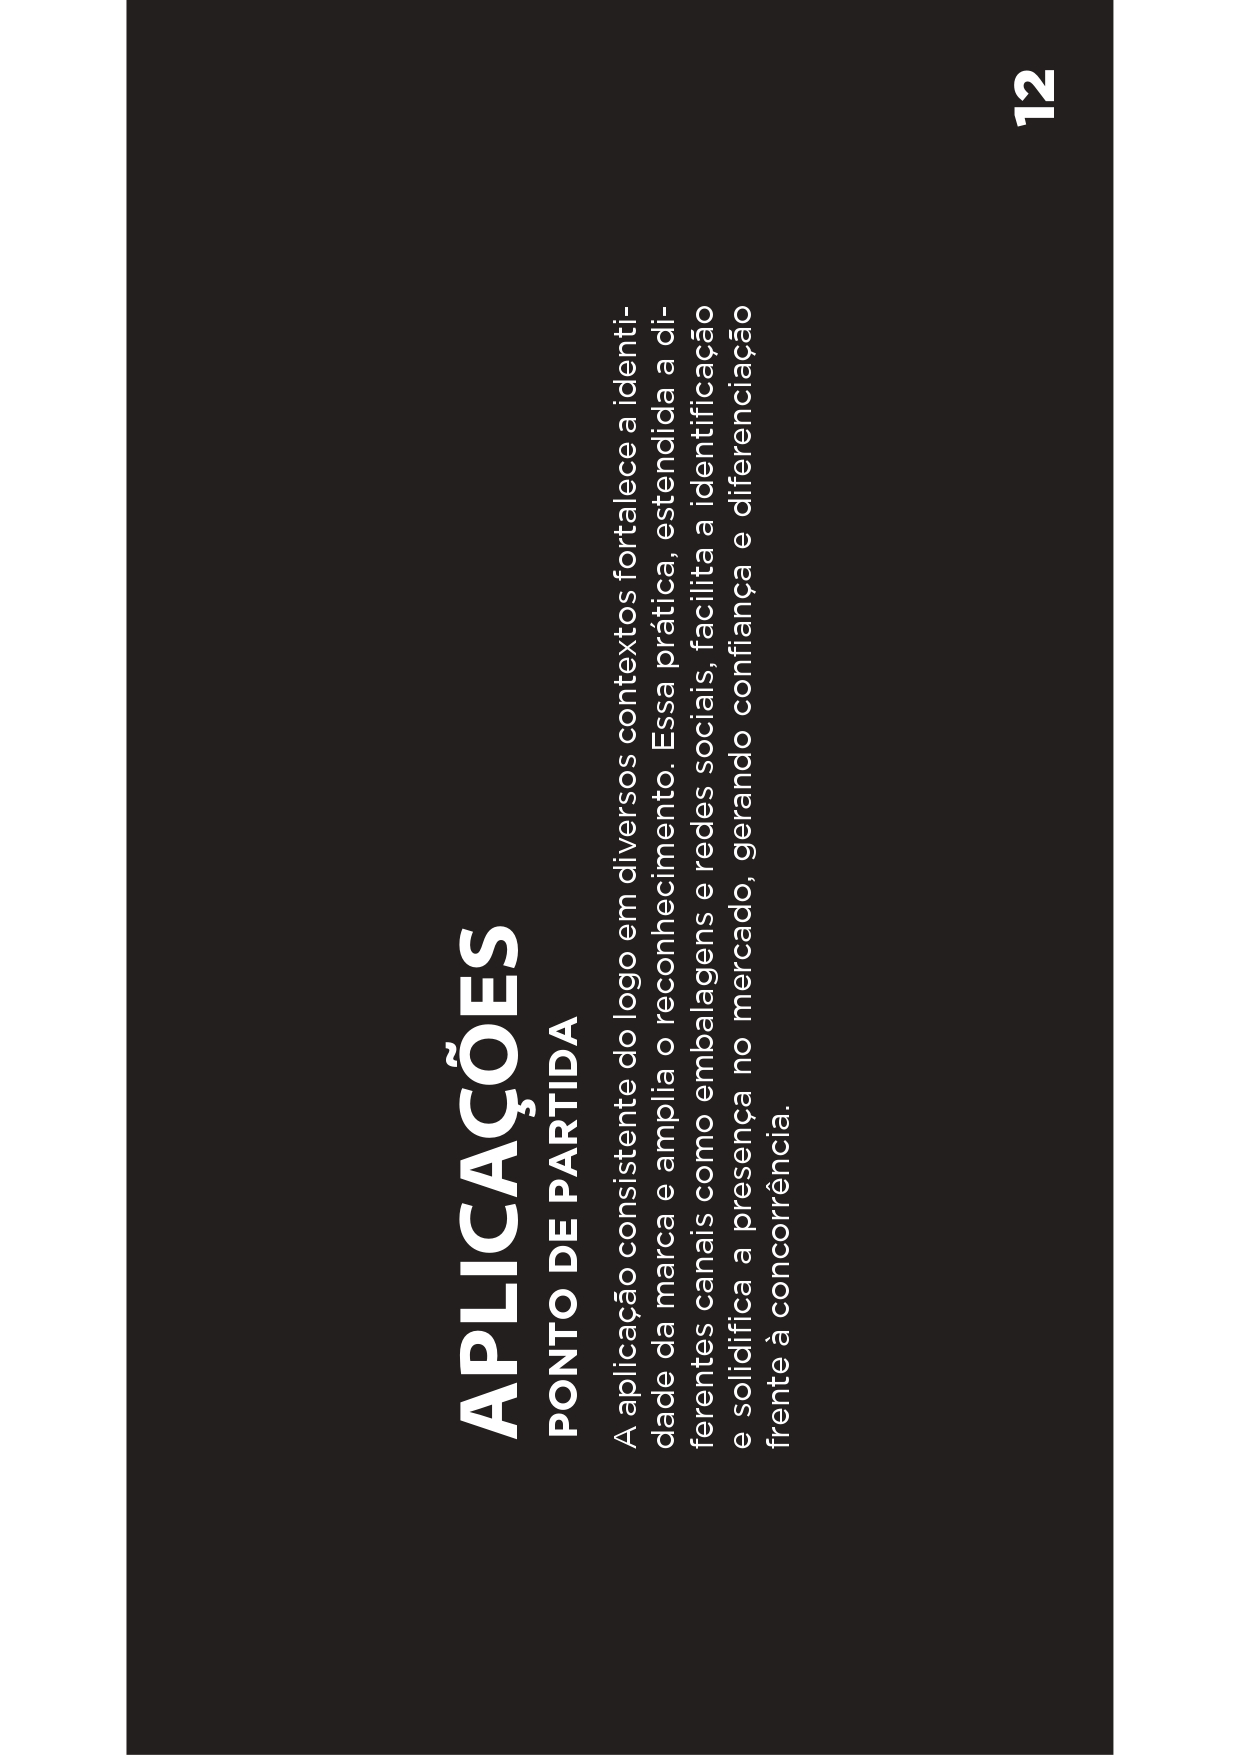 APLICAÇÕES
PONTO DE PARTIDA
A aplicação consistente do logo em diversos contextos fortalece a identi-
dade da marca e amplia o reconhecimento. Essa prática, estendida a di-
ferentes canais como embalagens e redes sociais, facilita a identificação
e solidifica a presença no mercado, gerando confiança e diferenciação
frente à concorrência.
12